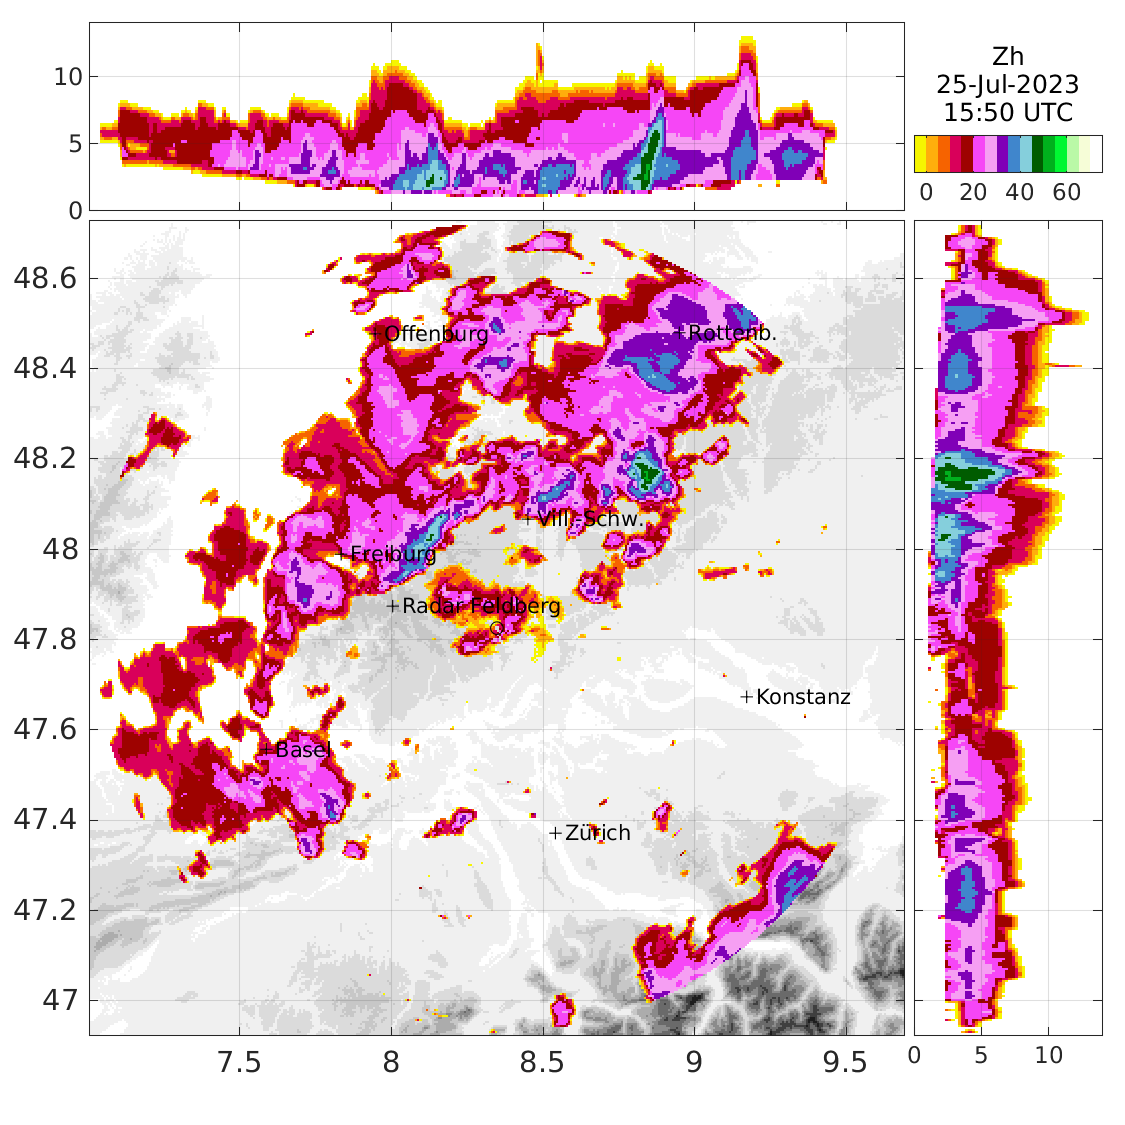 Zh
25-Jul-2023
15:50 UTC
0 20 40 60
10
5
0
48.6
48.4
48.2
48
47.8
47.6
47.4
47.2
47
+Offenburg
+Rottenb.
+Vill.-Schw.
+Freiburg
+Radar Feldberg
+Konstanz
+Basel
+Zürich
7.5 8 8.5 9 9.5
0 5 10